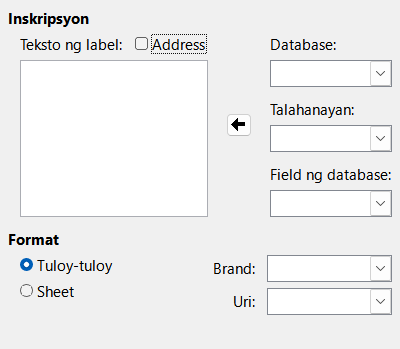 Inskripsyon
Teksto ng label: Address
Database:
Talahanayan:
Field ng database:
Format
Tuloy-tuloy
Sheet
Brand:
Uri: